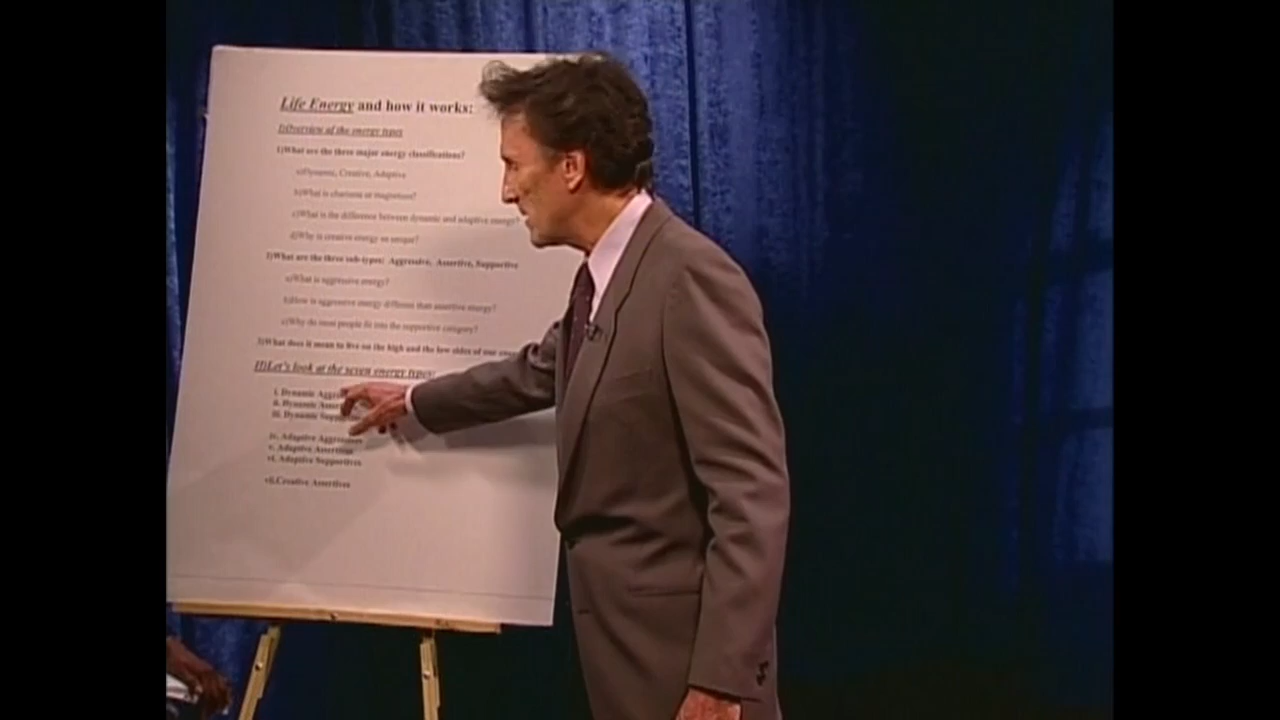 Life Energy and how it works:
I)Overview of the energy types
1)What are the three major energy classifications?
a)Dynamic, Creative, Adaptive
b)What is charisma or magnetism?
c)What is the difference between dynamic and adaptive energy?
d)Why is creative energy so unique?
2)What are the three sub-types: Aggressive, Assertive, Supportive
a)What is aggressive energy?
b)How is aggressive energy different than assertive energy?
c)Why do most people fit into the supportive category?
3)What does it mean to live on the high and the low sides of our
II)Let's look at the seven energy types:
i. Dynamic
ii. Dynamic
iii. Dynamic
iv. Adaptive Aggressives
v. Adaptive Assertives
vi. Adaptive Supportives
vii.Creative Assertives